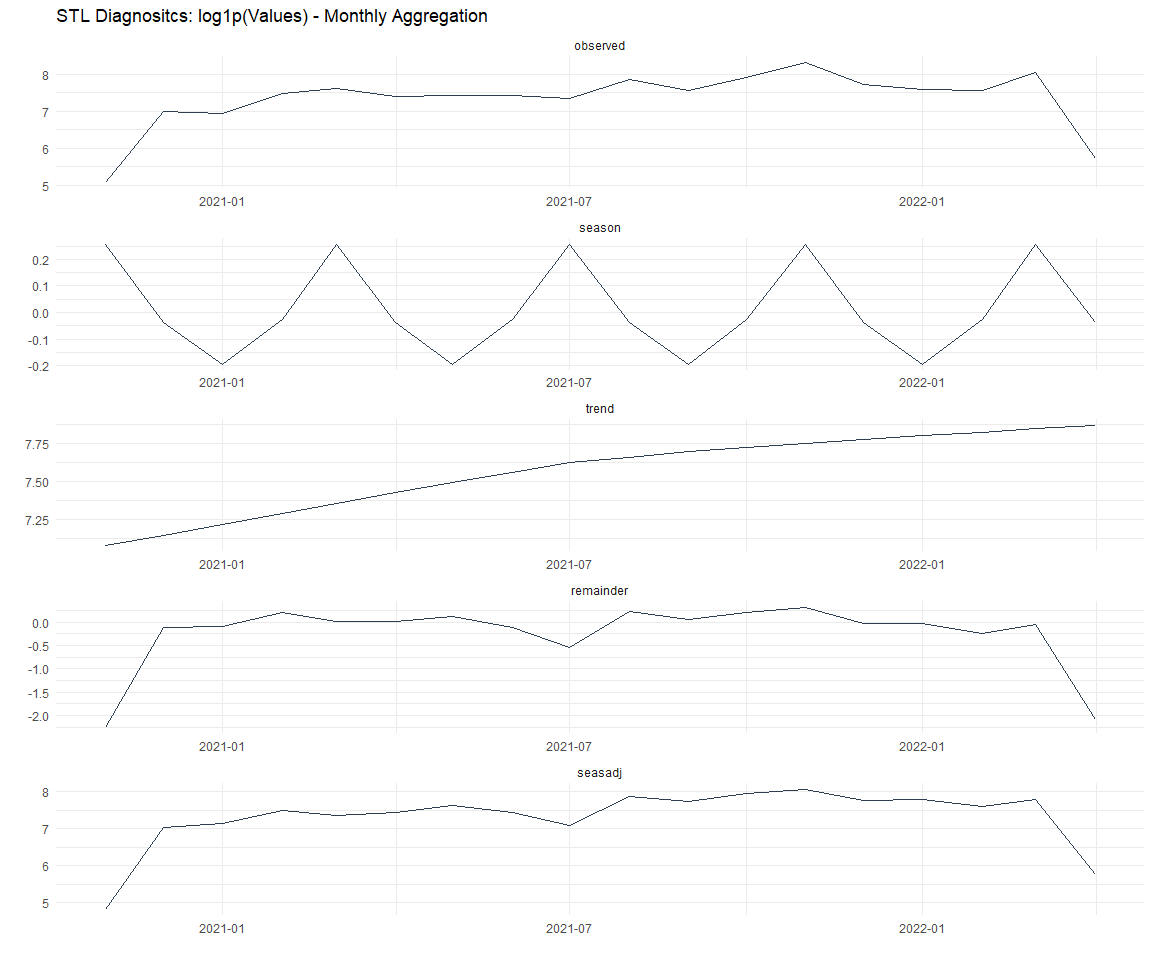 STL Diagnositcs: log1p(Values) - Monthly Aggregation
observed
8
7
6
5
2021-01 2021-07 2022-01
season
0.2
0.1
0.0
-0.1
-0.2
2021-01 2021-07 2022-01
trend
7.75
7.50
7.25
2021-01 2021-07 2022-01
remainder
0.0
-0.5
-1.0
-1.5
-2.0
2021-01 2021-07 2022-01
seasadj
8
7
6
5
2021-01 2021-07 2022-01